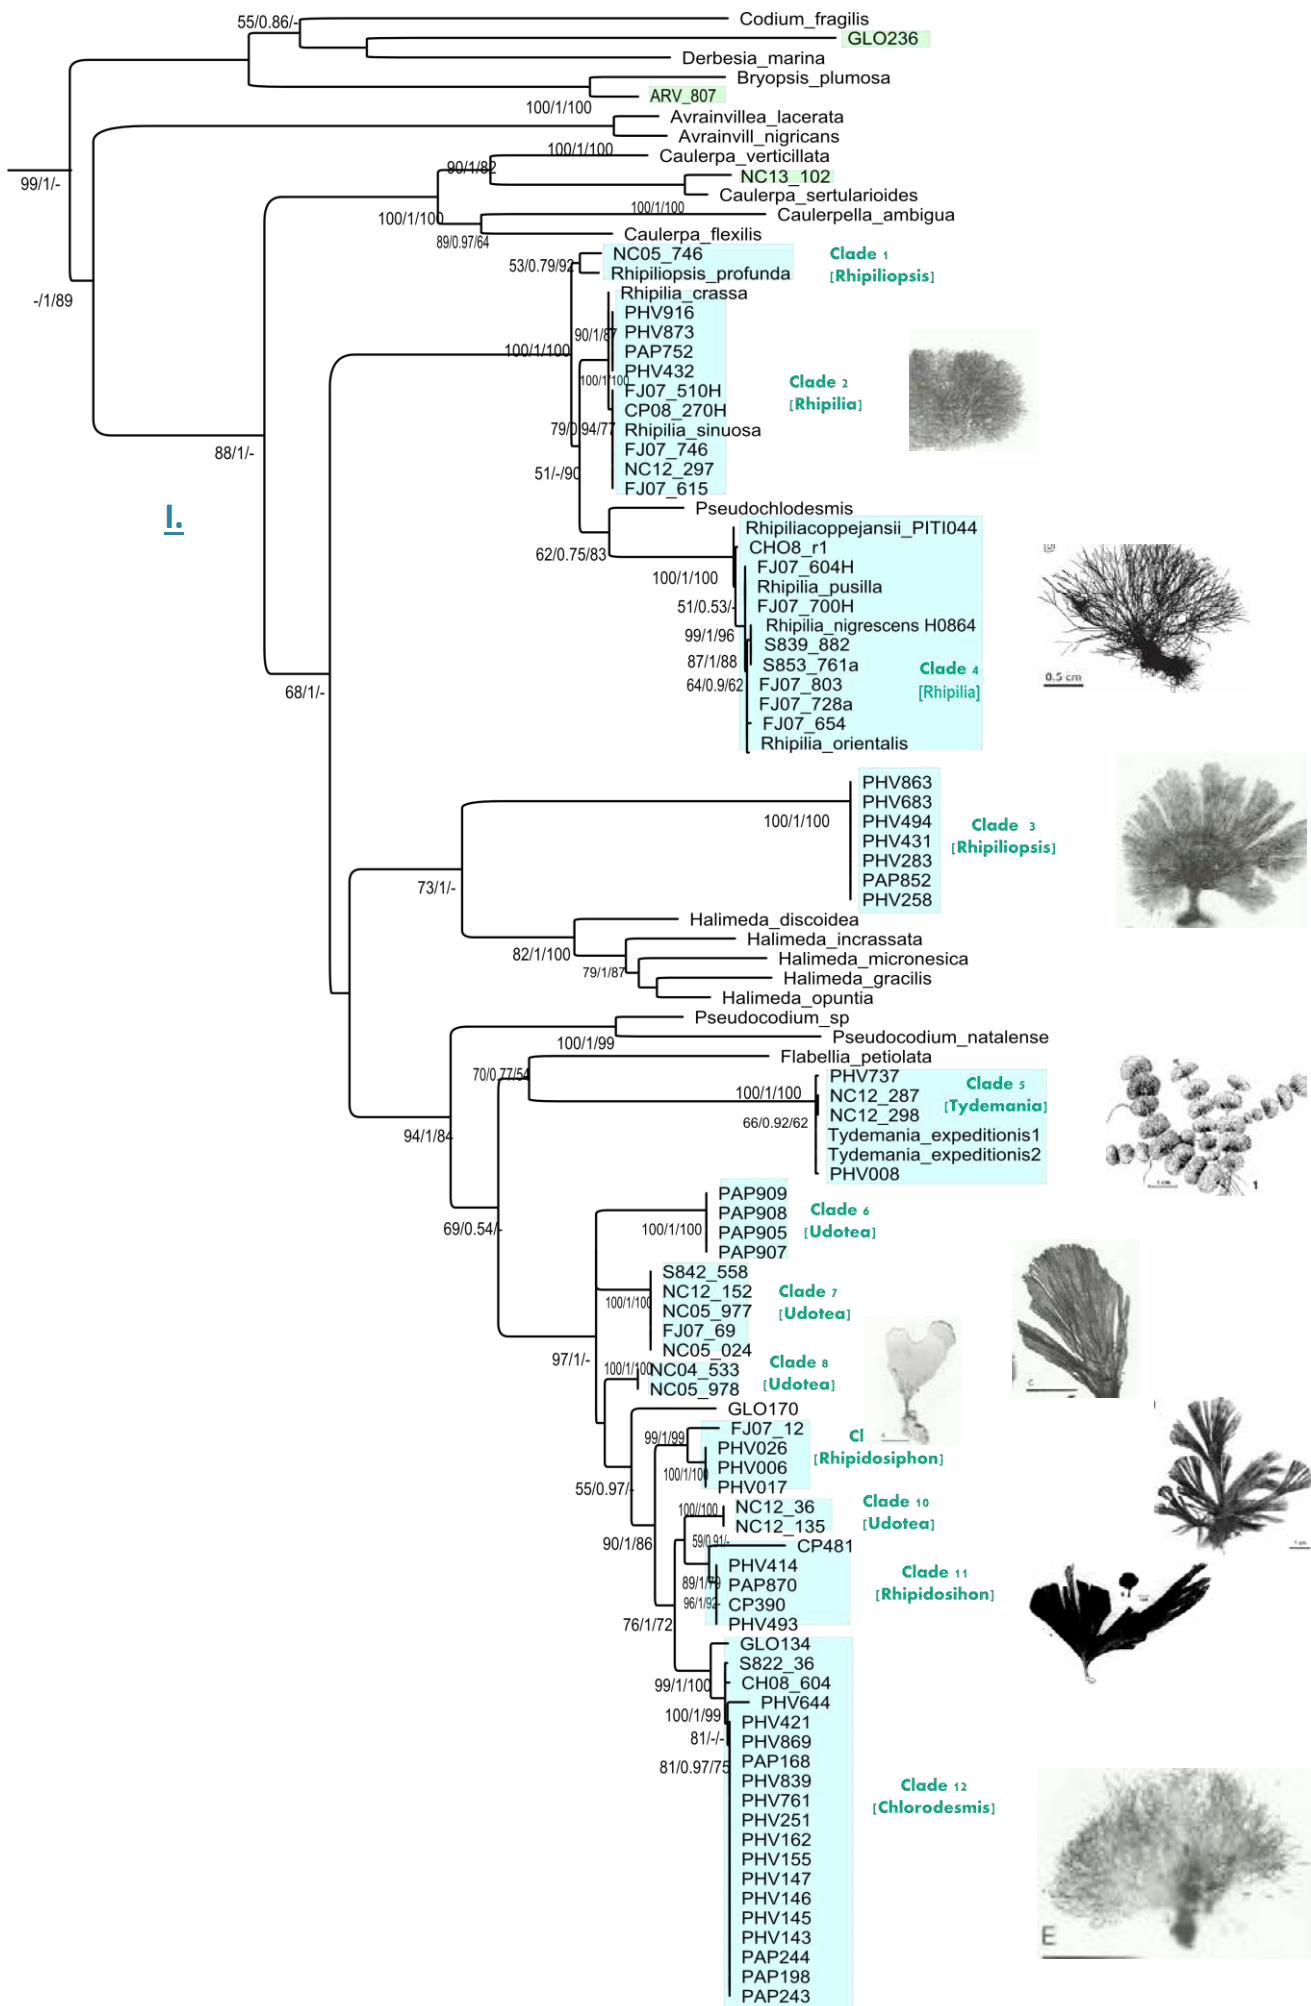 55/0.86/-
Codium_fragilis
GLO236
Derbesia_marina
Bryopsis_plumosa
ARV_807
100/1/100
Avrainvillea_lacerata
Avrainvill_nigricans
100/1/100
Caulerpa_verticillata
90/1/82
NC13_102
99/1/-
Caulerpa_sertularioides
100/1/100
100/1/100
Caulerpella_ambigua
89/0.97/64
Caulerpa_flexilis
NC05_746
Clade 1
[Rhipiliopsis]
53/0.79/92
Rhipiliopsis_profunda
-/1/89
Rhipilia_crassa
PHV916
90/1/87
PHV873
100/1/100
PAP752
PHV432
100/1/100
Clade 2
[Rhipilia]
FJ07_510H
CP08_270H
79/0.94/77
Rhipilia_sinuosa
88/1/-
FJ07_746
51/-/90
NC12_297
FJ07_615
I.
Pseudochlodesmis
Rhipiliacoppejansii_PITI044
62/0.75/83
CHO8_r1
FJ07_604H
100/1/100
Rhipilia_pusilla
51/0.53/-
FJ07_700H
Rhipilia_nigrescens H0864
99/1/96
S839_882
87/1/88
S853_761a
Clade 4
[Rhipilia]
0.5 cm
64/0.9/62
FJ07_803
68/1/-
FJ07_728a
FJ07_654
Rhipilia_orientalis
PHV863
PHV683
100/1/100
PHV494
Clade 3
[Rhipiliopsis]
PHV431
PHV283
73/1/-
PAP852
PHV258
Halimeda_discoidea
Halimeda_incrassata
82/1/100
Halimeda_micronesica
79/1/87
Halimeda_gracilis
Halimeda_opuntia
Pseudocodium_sp
Pseudocodium_natalense
100/1/99
Flabellia_petiolata
70/0.77/54
PHV737
Clade 5
[Tydemania]
100/1/100
NC12_287
NC12_298
66/0.92/62
94/1/84
Tydemania_expeditionis1
Tydemania_expeditionis2
PHV008
1
PAP909
PAP908
Clade 6
[Udotea]
69/0.54/-
100/1/100
PAP905
PAP907
S842_558
NC12_152
Clade 7
[Udotea]
100/1/100
NC05_977
FJ07_69
NC05_024
97/1/-
100/1/100
NC04_533
Clade 8
[Udotea]
NC05_978
GLO170
FJ07_12
Cl
[Rhipidosiphon]
99/1/99
PHV026
PHV006
100/1/100
PHV017
55/0.97/-
NC12_36
Clade 10
[Udotea]
100//100
NC12_135
90/1/86
59/0.91/-
CP481
PHV414
Clade 11
[Rhipidosihon]
89/1/79
PAP870
96/1/92-
CP390
76/1/72
PHV493
GLO134
S822_36
99/1/100
CH08_604
PHV644
100/1/99
PHV421
81/-/-
PHV869
81/0.97/75
PAP168
PHV839
Clade 12
[Chlorodesmis]
PHV761
PHV251
PHV162
PHV155
PHV147
PHV146
PHV145
PHV143
E
PAP244
PAP198
PAP243